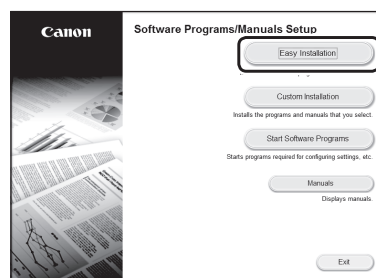 Canon
Software Programs/Manuals Setup
Easy Installation
Custom Installation
Installs the programs and manuals that you select.
Start Software Programs
Starts programs required for configuring settings, etc.
Manuals
Displays manuals.
Exit